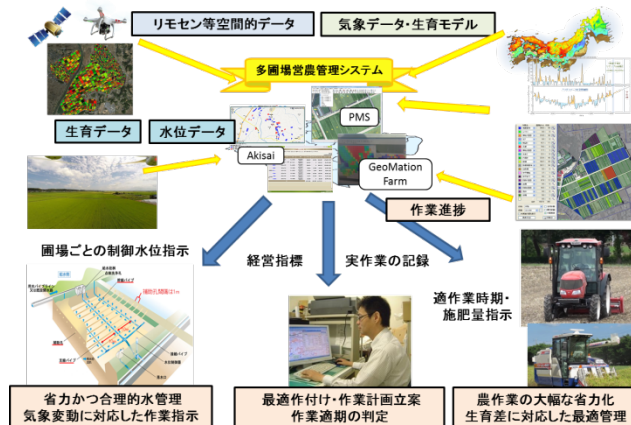 リモセン等空間的データ
気象データ・生育モデル
多圃場営農管理システム
PMS
生育データ
水位データ
Akisai
GeoMation
Farm
作業進捗
圃場ごとの制御水位指示
経営指標
実作業の記録
適作業時期・
施肥量指示
省力かつ合理的水管理
気象変動に対応した作業指示
最適作付け・作業計画立案
作業適期の判定
農作業の大幅な省力化
生育差に対応した最適管理